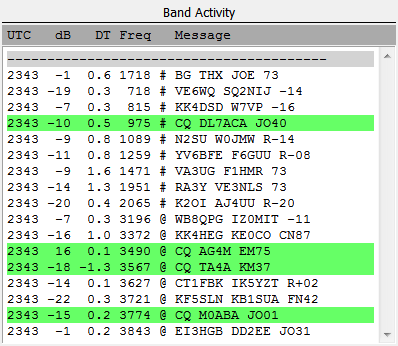 Band Activity
UTC dB DT Freq Message
----------------------------------------
2343 -1 0.6 1718 # BG THX JOE 73
2343 -19 0.3 718 # VE6WQ SQ2NIJ -14
2343 -7 0.3 815 # KK4DSD W7VP -16
2343 -10 0.5 975 # CQ DL7ACA JO40
2343 -9 0.8 1089 # N2SU W0JMW R-14
2343 -11 0.8 1259 # YV6BFE F6GUU R-08
2343 -9 1.6 1471 # VA3UG F1HMR 73
2343 -14 1.3 1951 # RA3Y VE3NLS 73
2343 -20 0.4 2065 # K2OI AJ4UU R-20
2343 -7 0.3 3196 @ WB8QPG IZ0MIT -11
2343 -16 1.0 3372 @ KK4HEG KE0CO CN87
2343 16 0.1 3490 @ CQ AG4M EM75
2343 -18 -1.3 3567 @ CQ TA4A KM37
2343 -14 0.1 3627 @ CT1FBK IK5YZT R+02
2343 -22 0.3 3721 @ KF5SLN KB1SUA FN42
2343 -15 0.2 3774 @ CQ M0ABA JO01
2343 -1 0.2 3843 @ EI3HGB DD2EE JO31